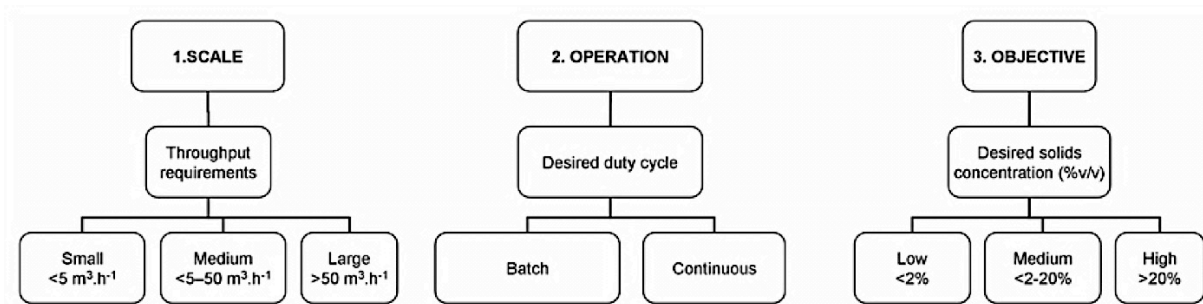 1.SCALE
Throughput
requirements
Small
<5 m³.h⁻¹
Medium
<5–50 m³.h⁻¹
Large
>50 m³.h⁻¹
2. OPERATION
Desired duty cycle
Batch
Continuous
3. OBJECTIVE
Desired solids
concentration (%v/v)
Low
<2%
Medium
<2-20%
High
>20%